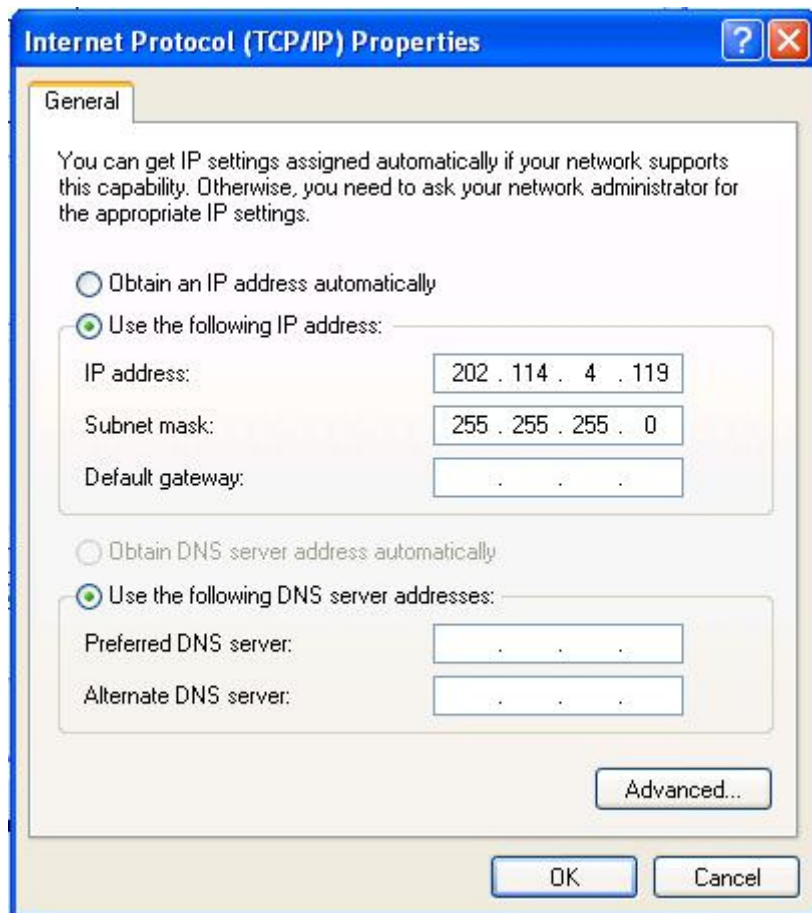 Internet Protocol (TCP/IP) Properties
General
You can get IP settings assigned automatically if your network supports
this capability. Otherwise, you need to ask your network administrator for
the appropriate IP settings.
Obtain an IP address automatically
Use the following IP address:
IP address: 202 . 114 . 4 . 119
Subnet mask: 255 . 255 . 255 . 0
Default gateway: . . .
Obtain DNS server address automatically
Use the following DNS server addresses:
Preferred DNS server: . . .
Alternate DNS server: . . .
Advanced...
OK Cancel